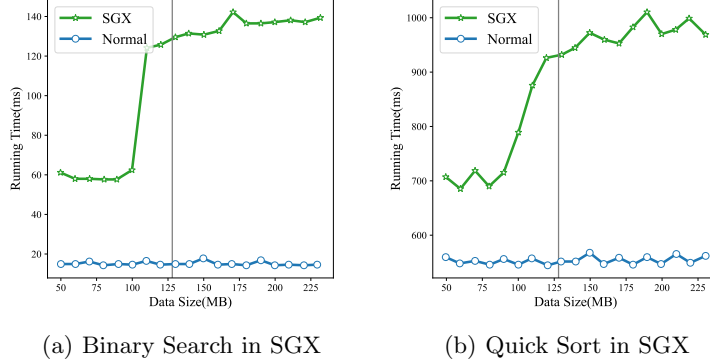 SGX
Normal
140
120
100
80
60
40
20
Running Time(ms)
50 75 100 125 150 175 200 225
Data Size(MB)
(a) Binary Search in SGX
SGX
Normal
1000
900
800
700
600
Running Time(ms)
50 75 100 125 150 175 200 225
Data Size(MB)
(b) Quick Sort in SGX